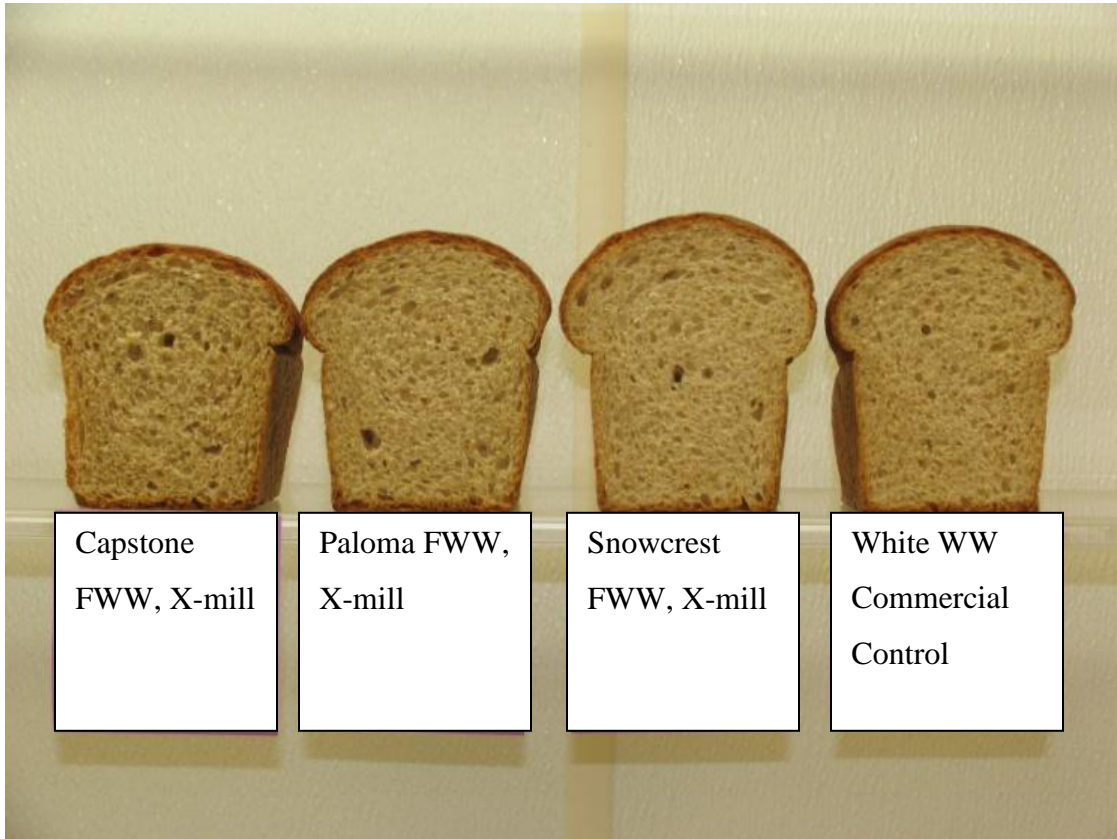 Capstone
FWW, X-mill
Paloma FWW,
X-mill
Snowcrest
FWW, X-mill
White WW
Commercial
Control